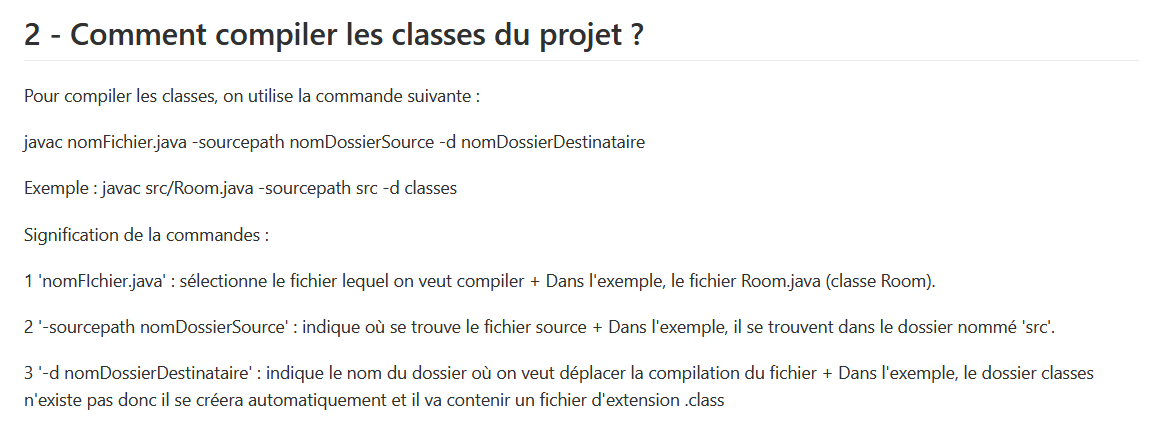 2 - Comment compiler les classes du projet ?
Pour compiler les classes, on utilise la commande suivante :
javac nomFichier.java -sourcepath nomDossierSource -d nomDossierDestinataire
Exemple : javac src/Room.java -sourcepath src -d classes
Signification de la commandes :
1 'nomFIchier.java' : sélectionne le fichier lequel on veut compiler + Dans l'exemple, le fichier Room.java (classe Room).
2 '-sourcepath nomDossierSource' : indique où se trouve le fichier source + Dans l'exemple, il se trouvent dans le dossier nommé 'src'.
3 '-d nomDossierDestinataire' : indique le nom du dossier où on veut déplacer la compilation du fichier + Dans l'exemple, le dossier classes
n'existe pas donc il se créera automatiquement et il va contenir un fichier d'extension .class